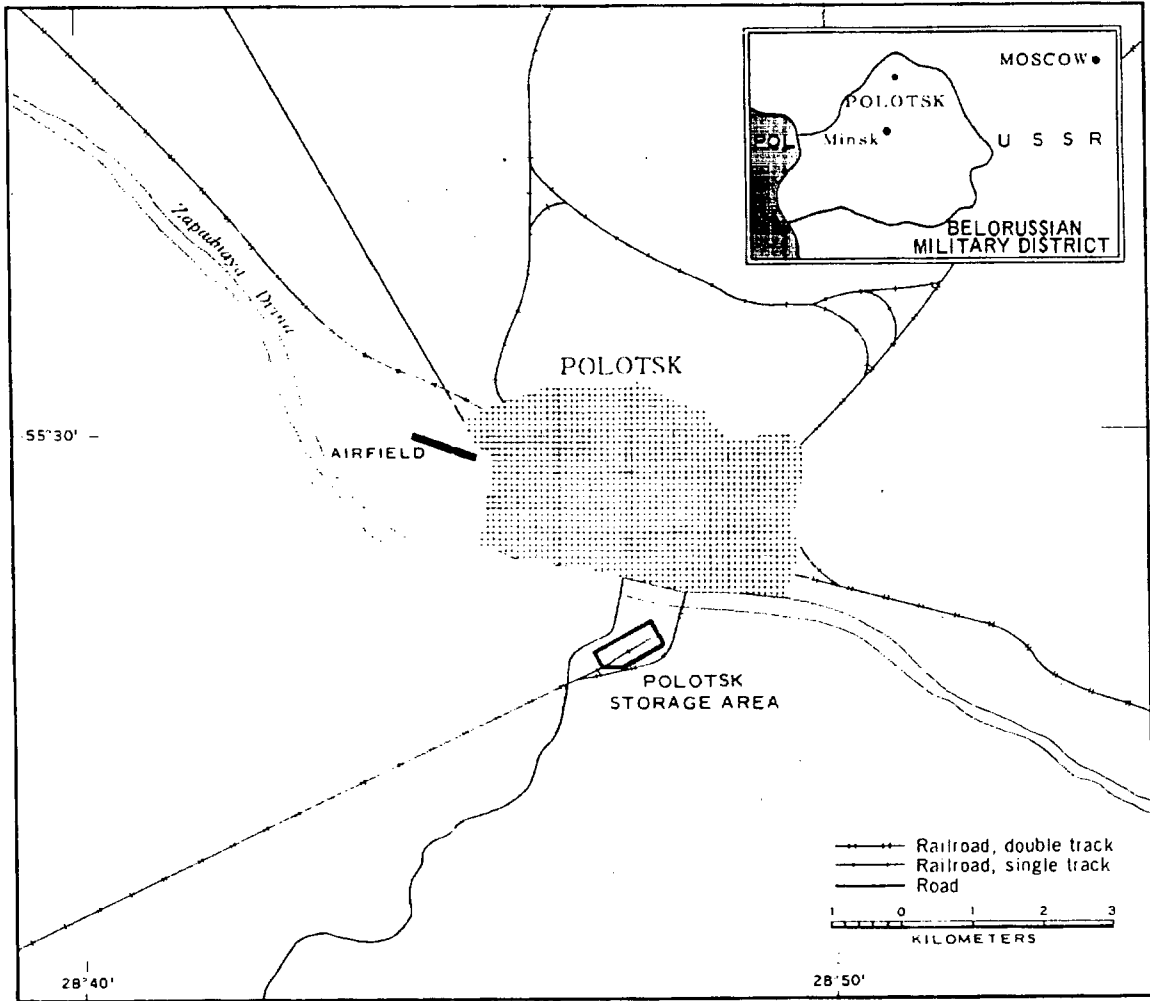 MOSCOW
POLOTSK
POL
Minsk
U S S R
BELORUSSIAN
MILITARY DISTRICT
Zapadnaya Dvina
POLOTSK
55°30'
AIRFIELD
POLOTSK
STORAGE AREA
Railroad, double track
Railroad, single track
Road
1 0 1 2 3
KILOMETERS
28°40'
28°50'